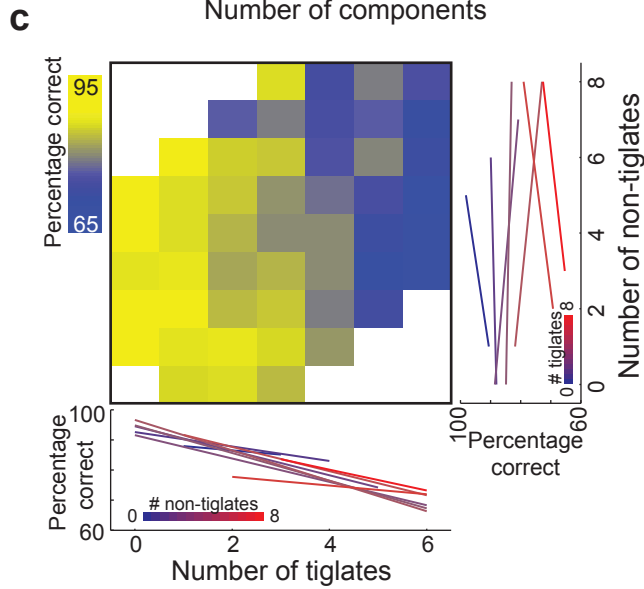 Number of components
c
Percentage correct
95
65
8
6
4
2
0
Number of non-tiglates
# tiglates
0
8
100
60
Percentage
correct
100
60
Percentage
correct
# non-tiglates
0
8
0
2
4
6
Number of tiglates